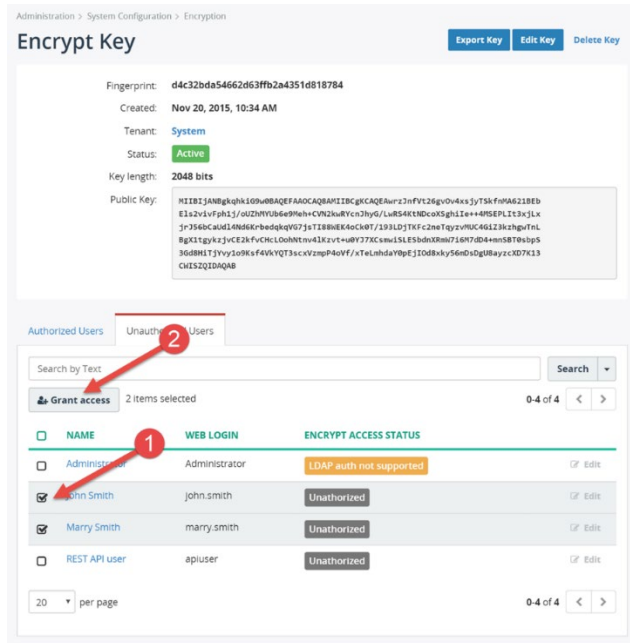 Administration > System Configuration > Encryption
Encrypt Key
Export Key Edit Key Delete Key
Fingerprint: d4c32bda54662d63ffb2a4351d818784
Created: Nov 20, 2015, 10:34 AM
Tenant: System
Status: Active
Key length: 2048 bits
Public Key:
Authorized Users Users
2
Search by Text Search
Grant access 2 items selected 0-4 of 4
NAME WEB LOGIN ENCRYPT ACCESS STATUS
1
Administrator Administrator LDAP auth not supported Edit
John Smith john.smith Unathorized Edit
Marry Smith marry.smith Unathorized Edit
REST API user apiuser Unathorized Edit
20 per page 0-4 of 4